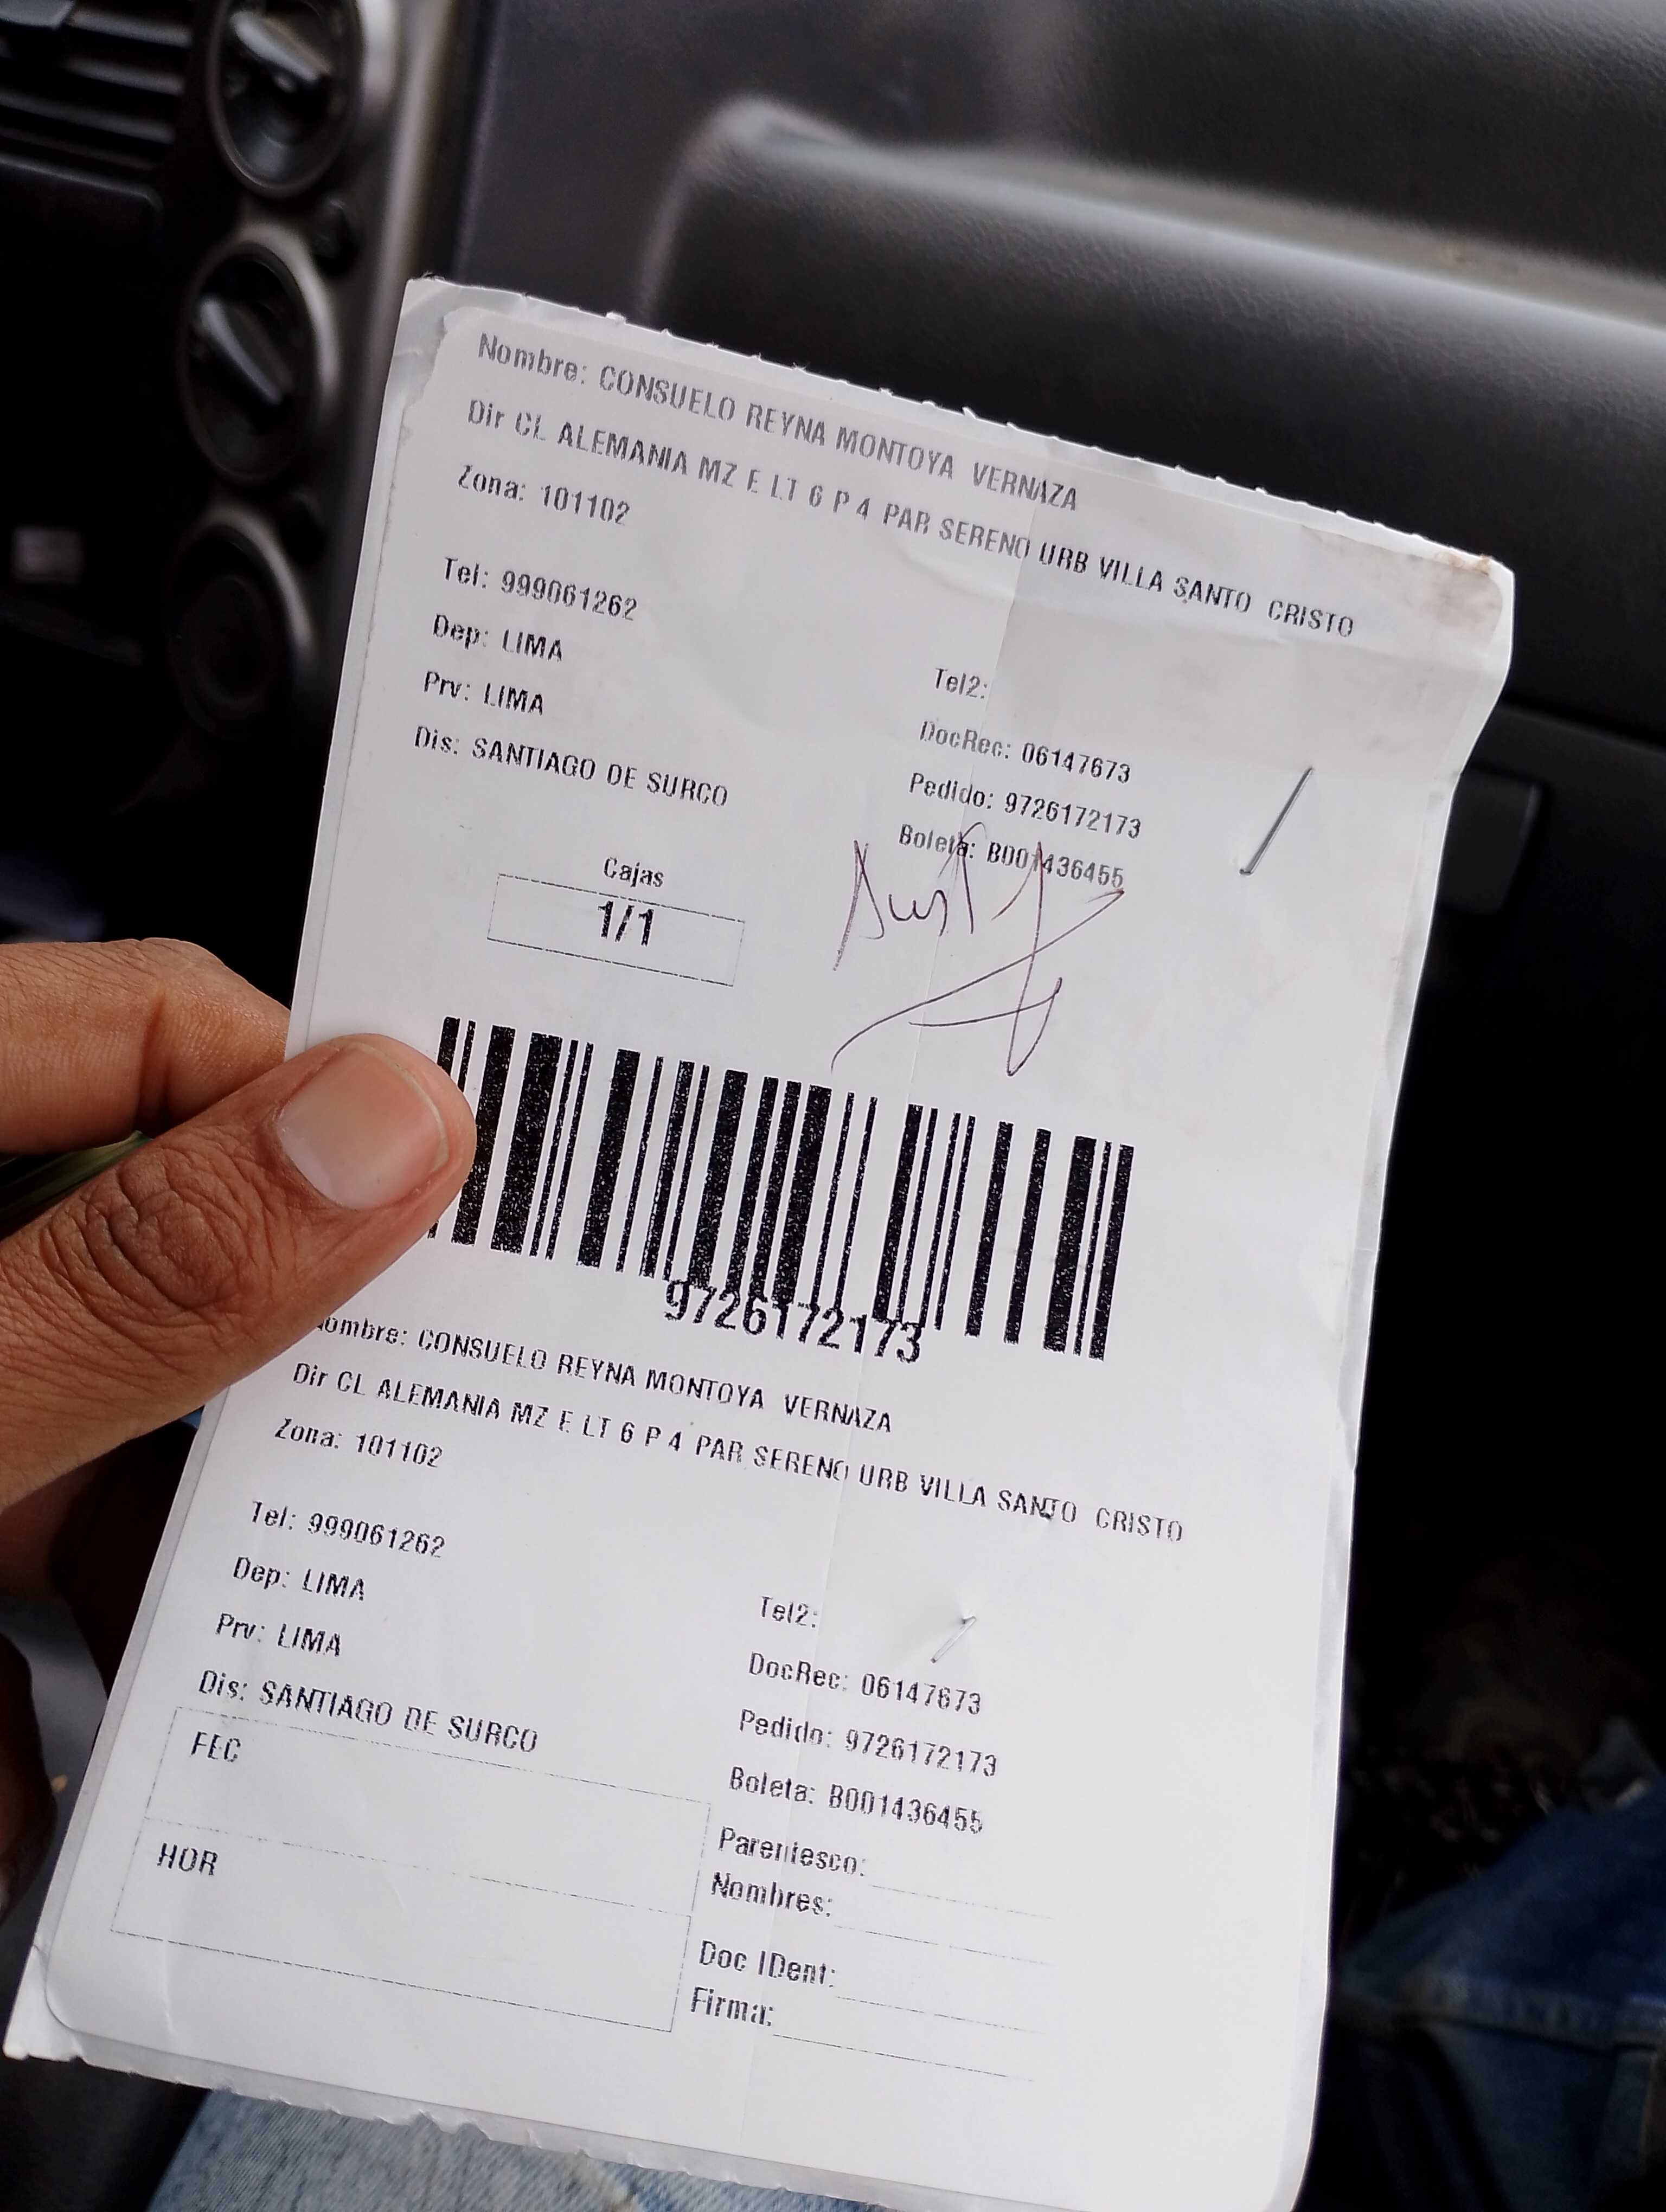 Nombre: CONSUELO REYNA MONTOYA VERNAZA
Dir CL ALEMANIA MZ E LT 6 P 4 PAR SERENO URB VILLA SANTO CRISTO
Zona: 101102
Tel: 999061262
Tel2:
Dep: LIMA
DocRec: 06147673
Prv: LIMA
Pedido: 9726172173
Dis: SANTIAGO DE SURCO
Boleta: B001436455
Cajas
1/1
9726172173
ombre: CONSUELO REYNA MONTOYA VERNAZA
Dir CL ALEMANIA MZ E LT 6 P 4 PAR SERENO URB VILLA SANTO CRISTO
Zona: 101102
Tel: 999061262
Tel2:
Dep: LIMA
DocRec: 06147673
Prv: LIMA
Pedido: 9726172173
Dis: SANTIAGO DE SURCO
Boleta: B001436455
FEC
Parentesco:
Nombres:
HOR
Doc IDent:
Firma: